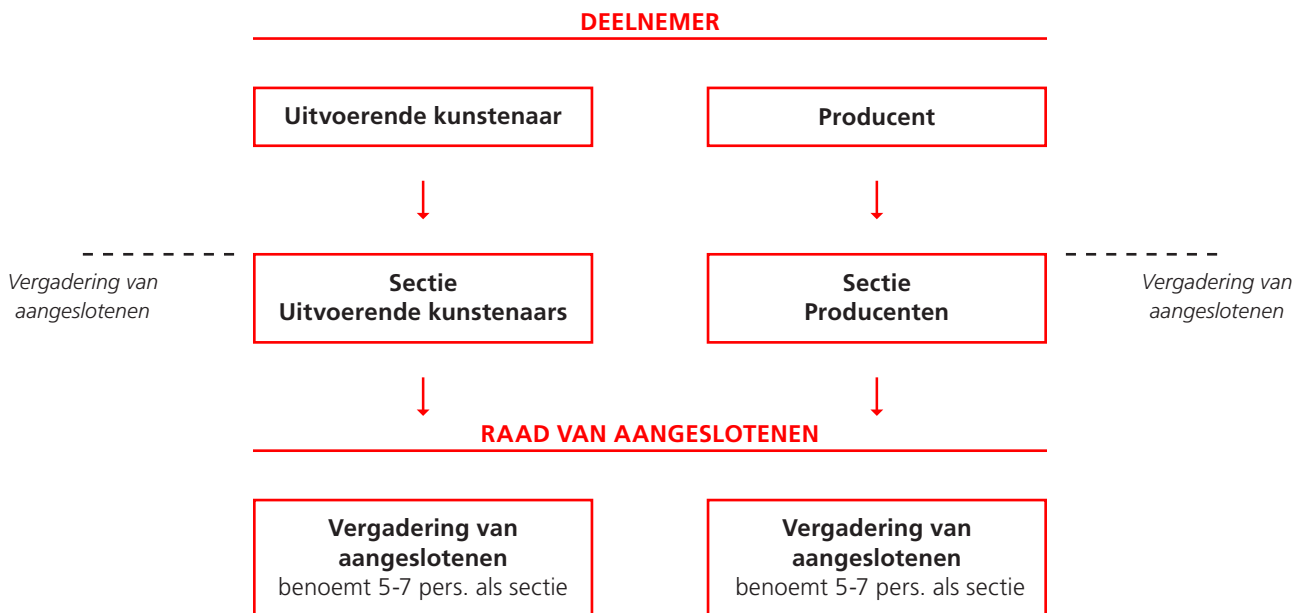 DEELNEMER
Uitvoerende kunstenaar
Producent
Vergadering van
aangeslotenen
Sectie
Uitvoerende kunstenaars
Sectie
Producenten
Vergadering van
aangeslotenen
RAAD VAN AANGESLOTENEN
Vergadering van
aangeslotenen
benoemt 5-7 pers. als sectie
Vergadering van
aangeslotenen
benoemt 5-7 pers. als sectie